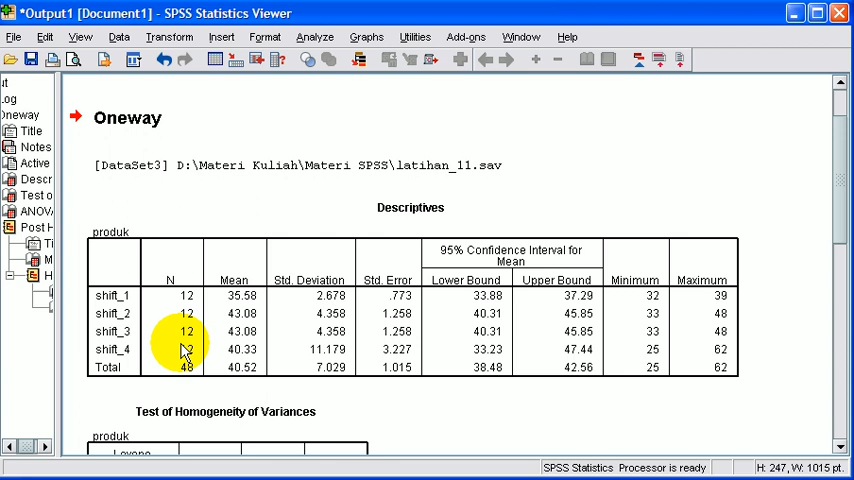 *Output1 [Document1] - SPSS Statistics Viewer
File Edit View Data Transform Insert Format Analyze Graphs Utilities Add-ons Window Help
Log
Oneway
Title
Notes
Active
Descr
Test o
ANOV
Post H
Oneway
[DataSet3] D:\Materi Kuliah\Materi SPSS\latihan_11.sav
Descriptives
produk
95% Confidence Interval for
Mean
N Mean Std. Deviation Std. Error Lower Bound Upper Bound Minimum Maximum
shift_1 12 35.58 2.678 .773 33.88 37.29 32 39
shift_2 12 43.08 4.358 1.258 40.31 45.85 33 48
shift_3 12 43.08 4.358 1.258 40.31 45.85 33 48
shift_4 40.33 11.179 3.227 33.23 47.44 25 62
Total 48 40.52 7.029 1.015 38.48 42.56 25 62
Test of Homogeneity of Variances
produk
SPSS Statistics Processor is ready
H: 247, W: 1015 pt.